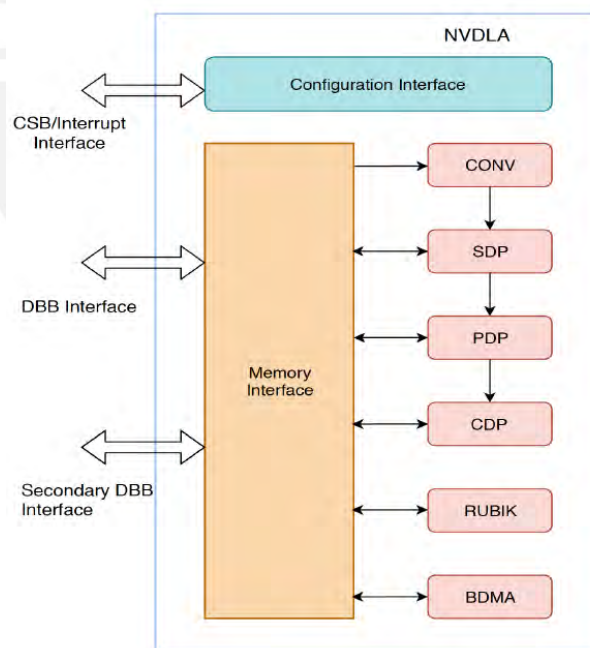 NVDLA
Configuration Interface
CSB/Interrupt
Interface
CONV
SDP
DBB Interface
PDP
Memory
Interface
CDP
Secondary DBB
Interface
RUBIK
BDMA